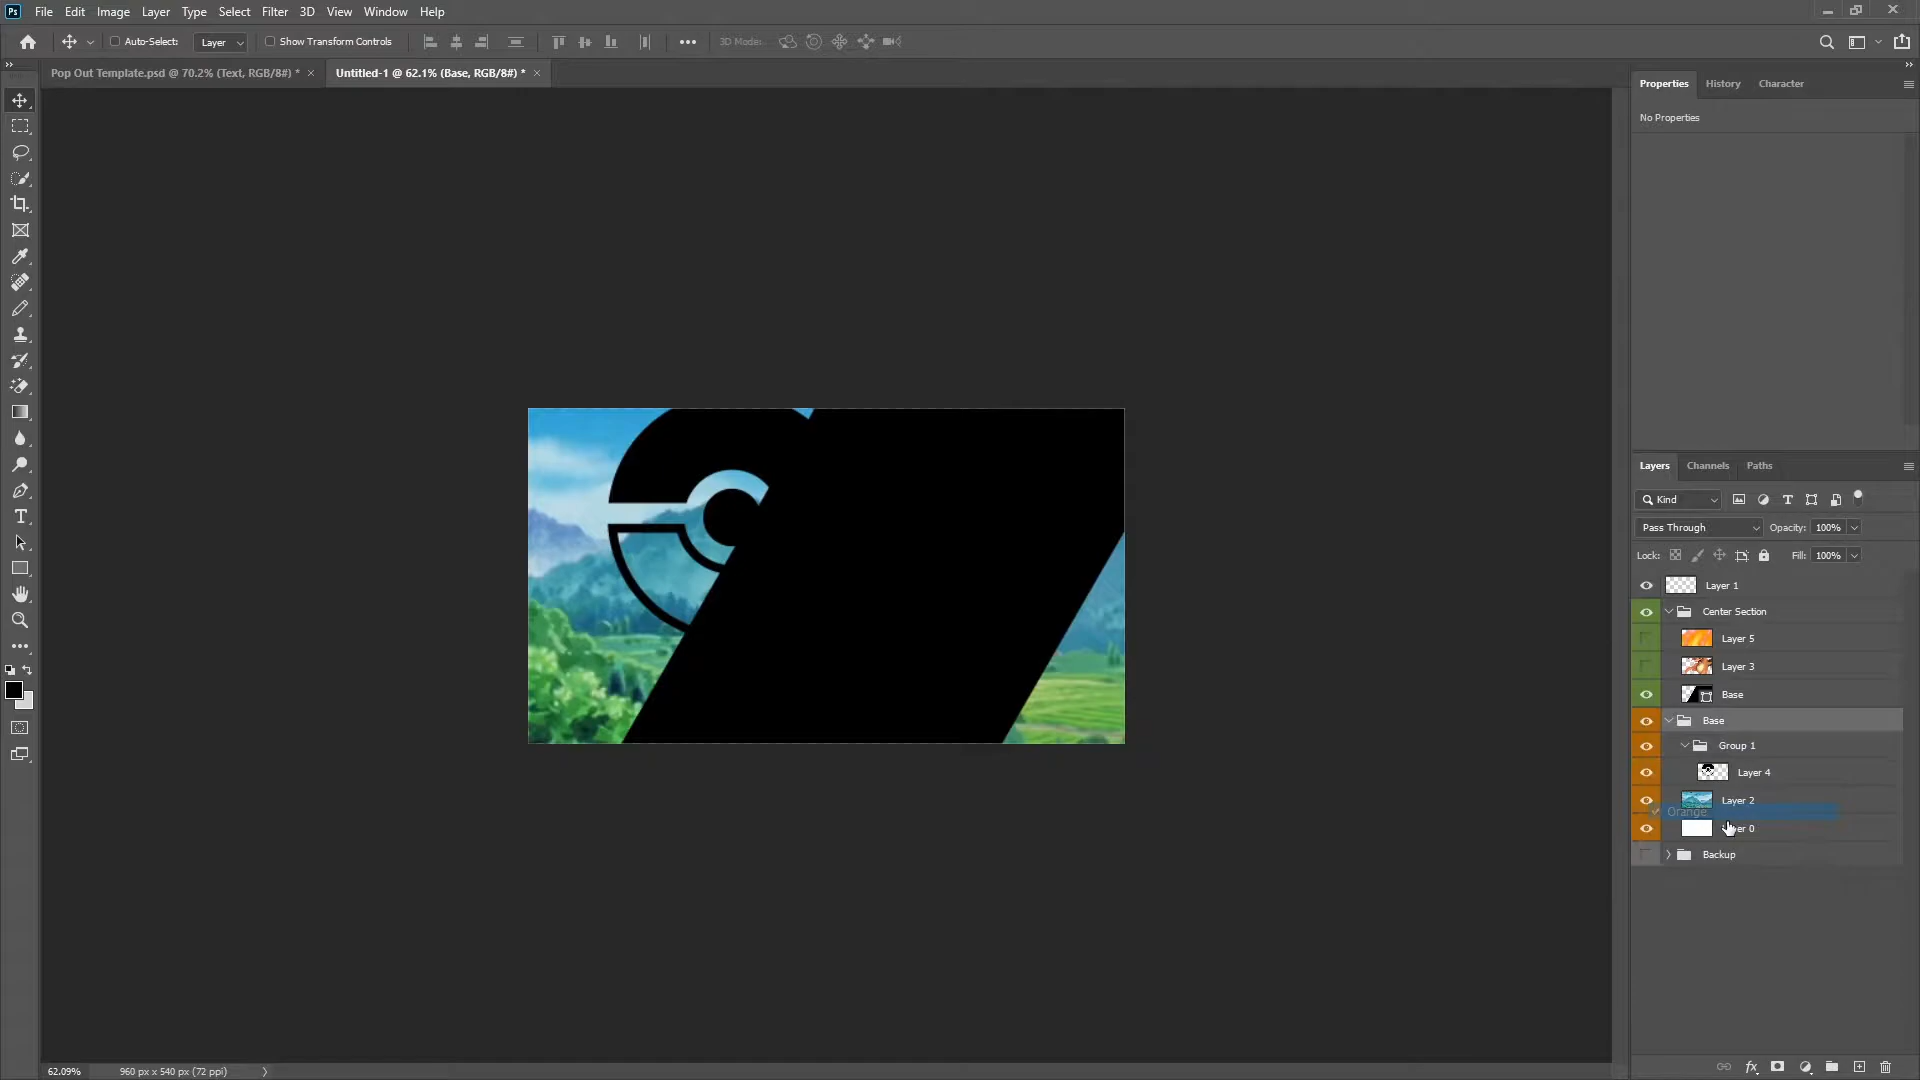 Ps File Edit Image Layer Type Select Filter 3D View Window Help
Auto-Select: Layer Show Transform Controls 3D Mode:
Pop Out Template.psd @ 70.2% (Text, RGB/8#) * × Untitled-1 @ 62.1% (Base, RGB/8#) * ×
Properties History Character
No Properties
Layers Channels Paths
Kind
Pass Through Opacity: 100%
Lock: Fill: 100%
Layer 1
Center Section
Layer 5
Layer 3
Base
Base
Group 1
Layer 4
Layer 2
Orange
Layer 0
Backup
62.09% 960 px x 540 px (72 ppi)